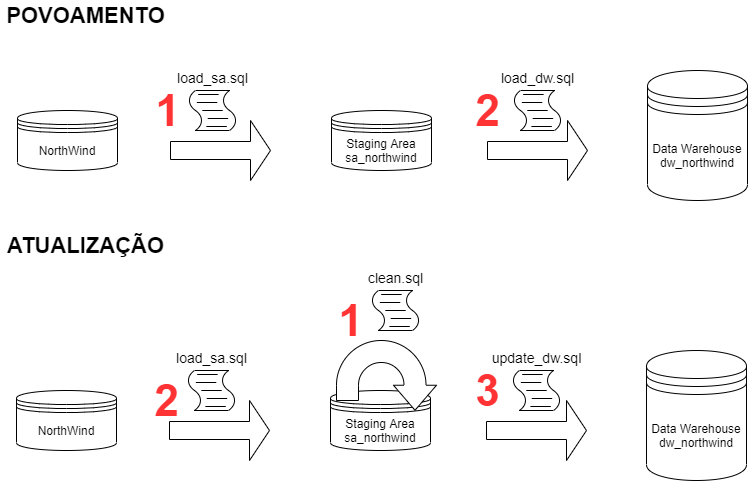 POVOAMENTO
load_sa.sql
load_dw.sql
1
2
NorthWind
Staging Area
sa_northwind
Data Warehouse
dw_northwind
ATUALIZAÇÃO
clean.sql
1
load_sa.sql
update_dw.sql
2
3
NorthWind
Staging Area
sa_northwind
Data Warehouse
dw_northwind